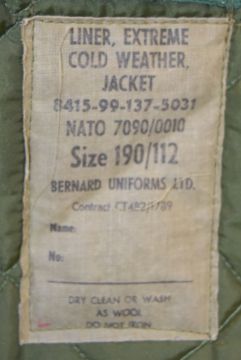 LINER, EXTREME
COLD WEATHER,
JACKET
8415-99-137-5031
NATO 7090/0010
Size 190/112
BERNARD UNIFORMS LTD.
Contract
Name:
No:
DRY CLEAN OR WASH
AS WOOL
DO NOT IRON